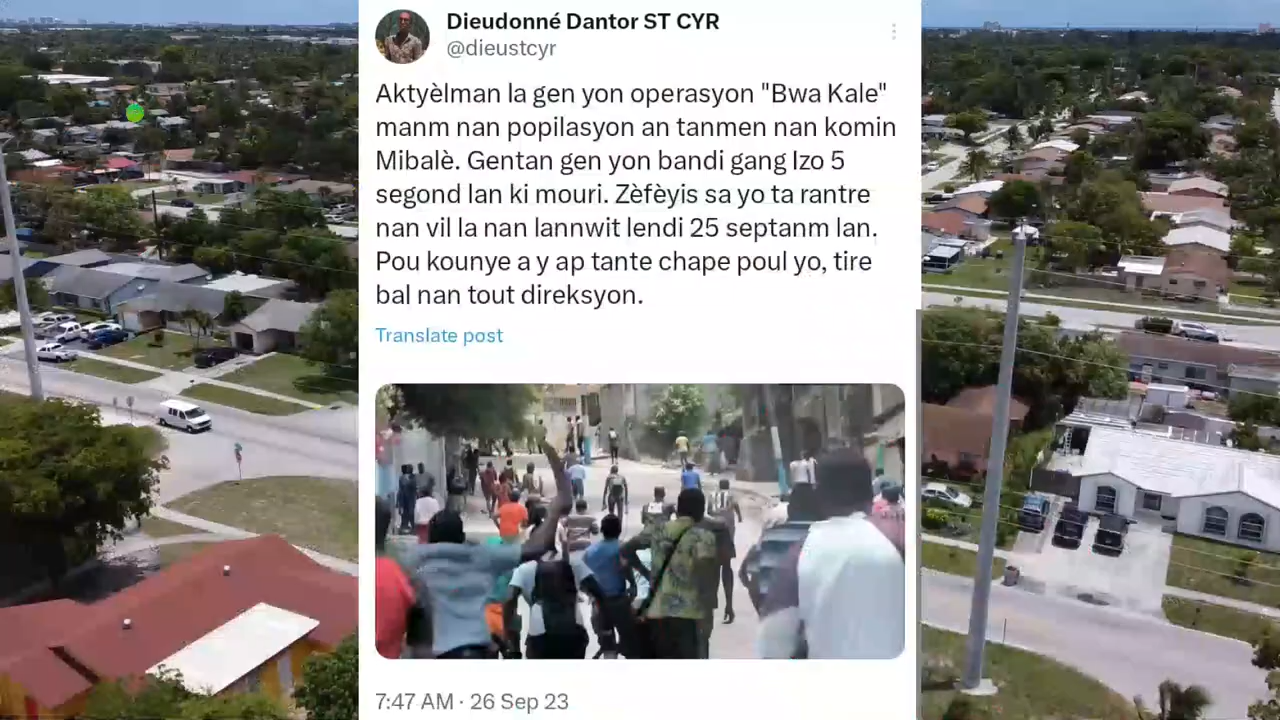 Dieudonné Dantor ST CYR
@dieustcyr
Aktyèlman la gen yon operasyon "Bwa Kale"
manm nan popilasyon an tanmen nan komin
Mibalè. Gentan gen yon bandi gang Izo 5
segond lan ki mouri. Zèfèyis sa yo ta rantre
nan vil la nan lannwit lendi 25 septanm lan.
Pou kounye a y ap tante chape poul yo, tire
bal nan tout direksyon.
Translate post
7:47 AM · 26 Sep 23